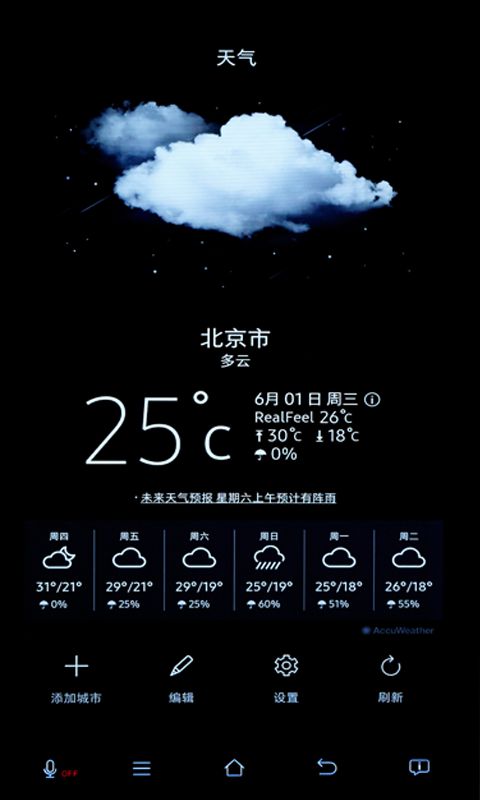 天气
北京市
多云
25°c
6月 01 日 周三
RealFeel 26°c
30°c 18°c
0%
· 未来天气预报 星期六上午预计有阵雨
周四 周五 周六 周日 周一 周二
31°/21° 29°/21° 29°/19° 25°/19° 25°/18° 26°/18°
0% 25% 25% 60% 51% 55%
AccuWeather
添加城市 编辑 设置 刷新
OFF